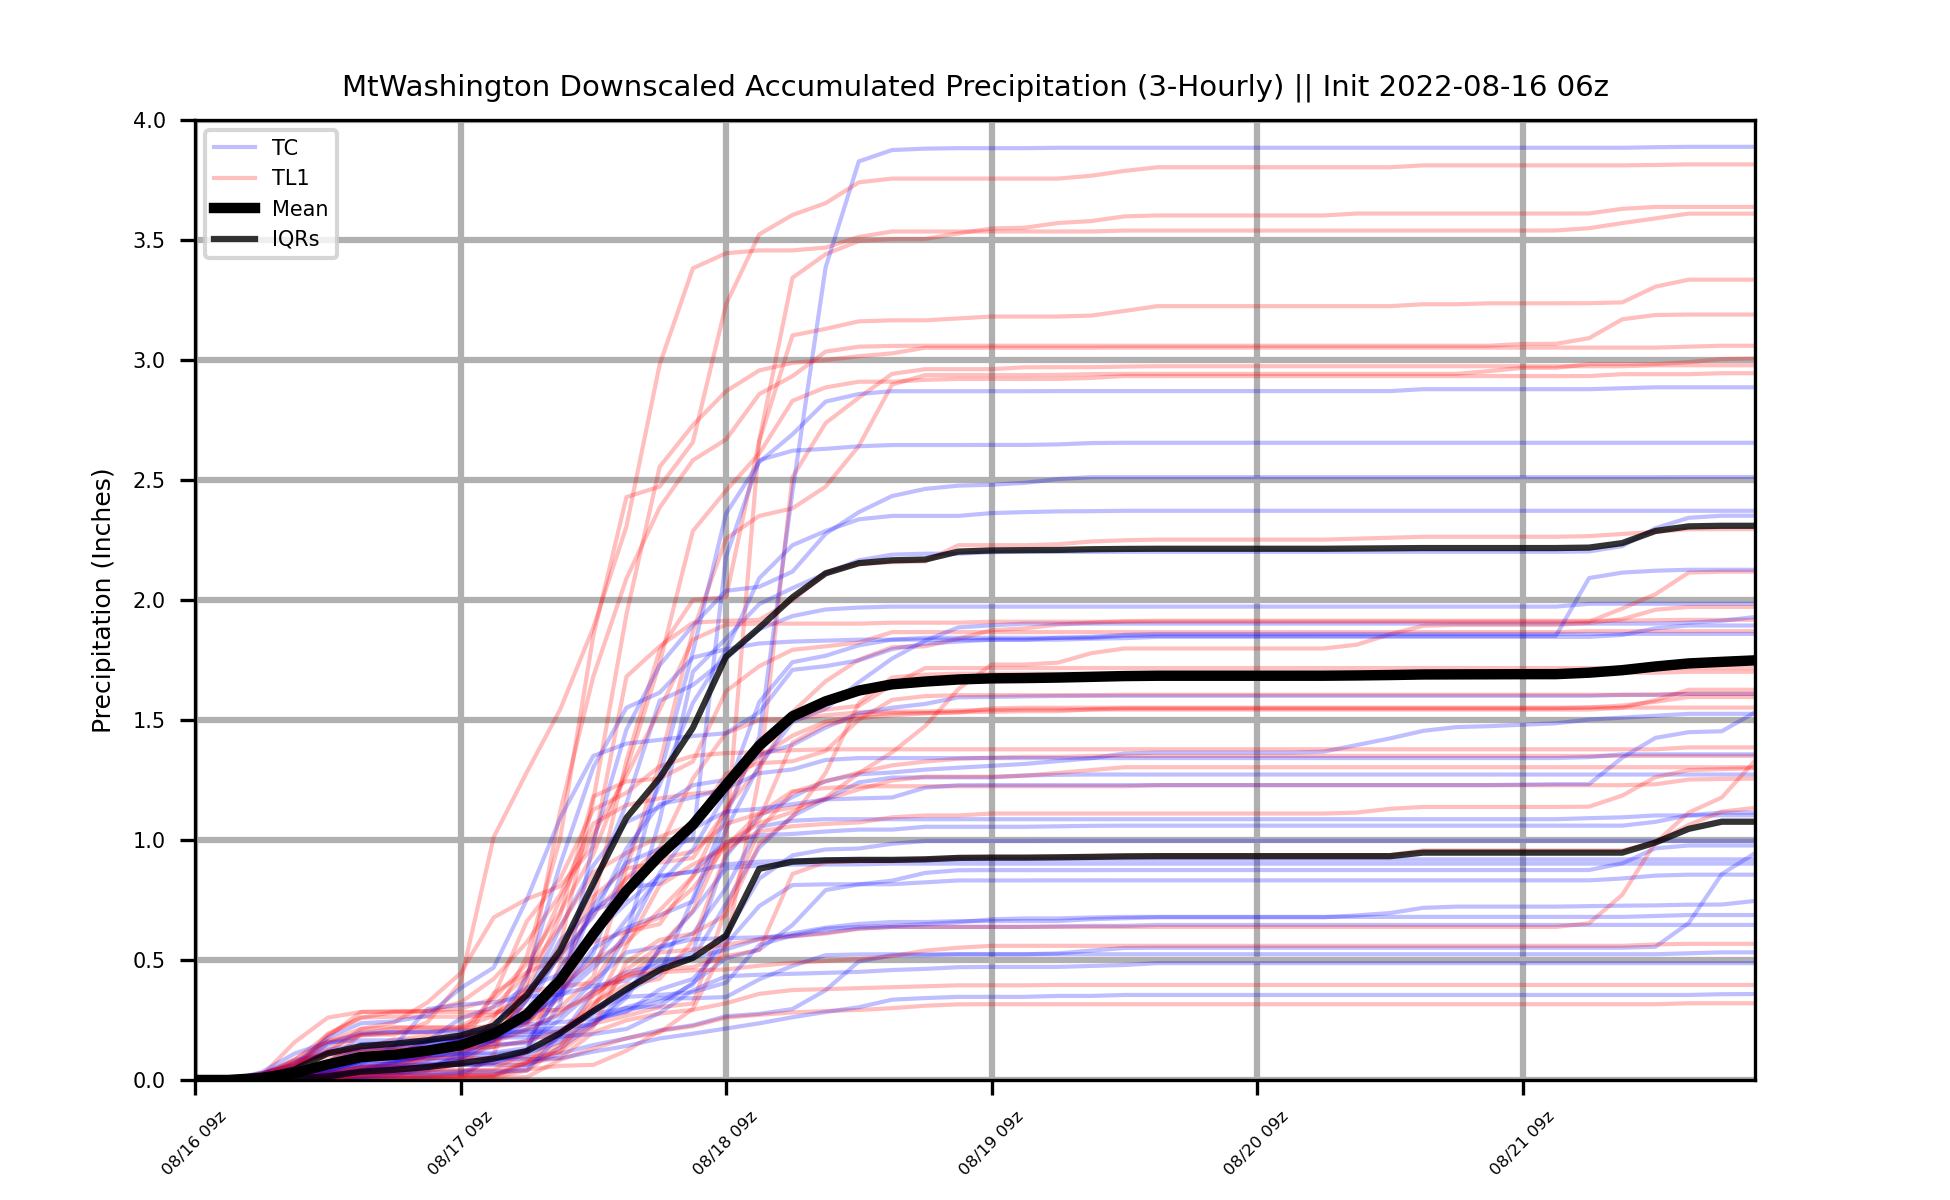 MtWashington Downscaled Accumulated Precipitation (3-Hourly) || Init 2022-08-16 06z
TC
TL1
Mean
IQRs
Precipitation (Inches)
4.0
3.5
3.0
2.5
2.0
1.5
1.0
0.5
0.0
08/16 09z
08/17 09z
08/18 09z
08/19 09z
08/20 09z
08/21 09z